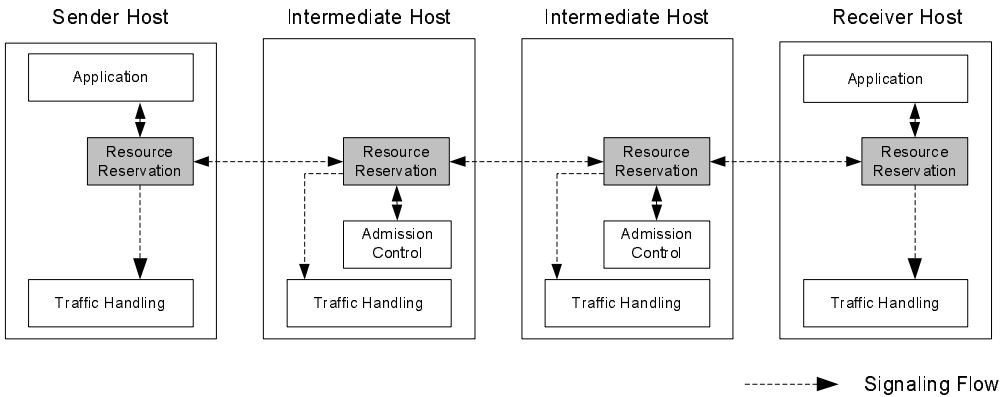 Sender Host
Intermediate Host
Intermediate Host
Receiver Host
Application
Resource
Reservation
Traffic Handling
Resource
Reservation
Admission
Control
Traffic Handling
Resource
Reservation
Admission
Control
Traffic Handling
Application
Resource
Reservation
Traffic Handling
Signaling Flow